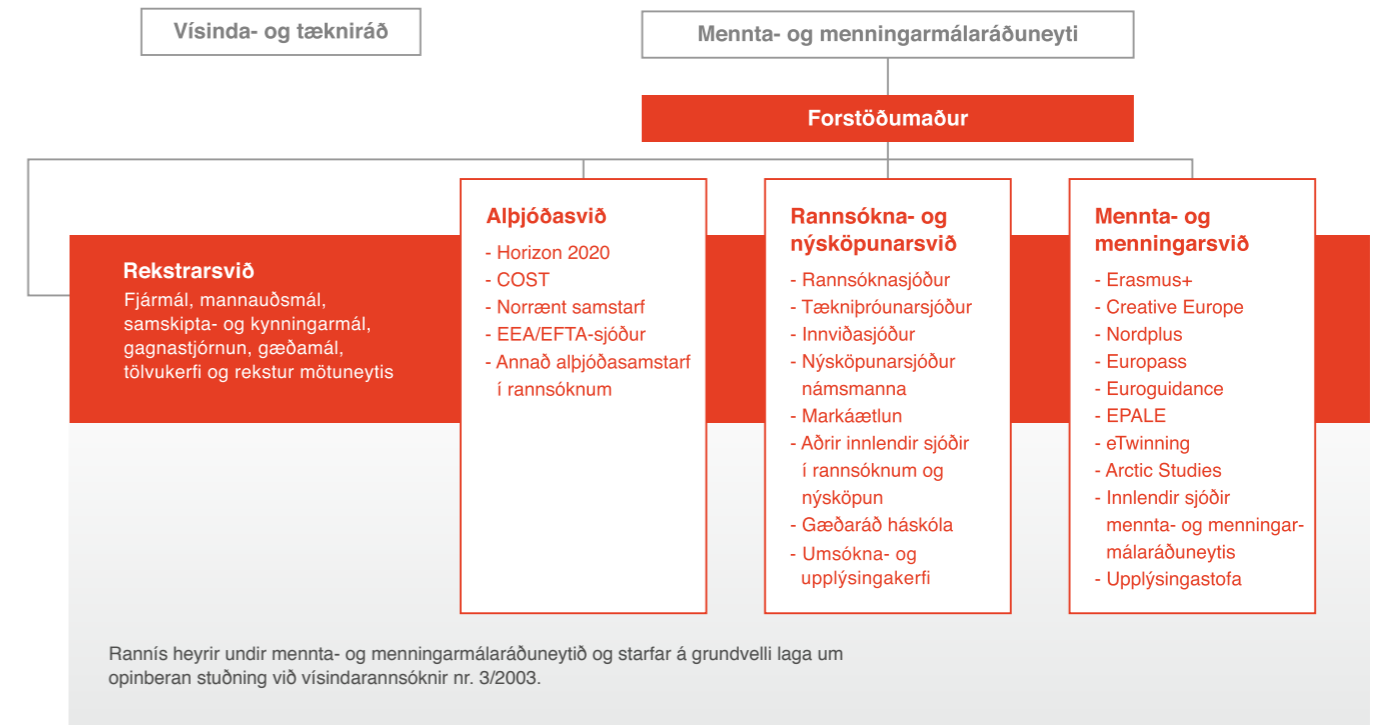 Vísinda- og tækniráð
Mennta- og menningarmálaráðuneyti
Forstöðumaður
Rekstrarsvið
Fjármál, mannauðsmál,
samskipta- og kynningarmál,
gagnastjórnun, gæðamál,
tölvukerfi og rekstur mötuneytis
Alþjóðasvið
- Horizon 2020
- COST
- Norrænt samstarf
- EEA/EFTA-sjóður
- Annað alþjóðasamstarf
í rannsóknum
Rannsókna- og
nýsköpunarsvið
- Rannsóknasjóður
- Tækniþróunarsjóður
- Innviðasjóður
- Nýsköpunarsjóður
námsmanna
- Markáætlun
- Aðrir innlendir sjóðir
í rannsóknum og
nýsköpun
- Gæðaráð háskóla
- Umsókna- og
upplýsingakerfi
Mennta- og
menningarsvið
- Erasmus+
- Creative Europe
- Nordplus
- Europass
- Euroguidance
- EPALE
- eTwinning
- Arctic Studies
- Innlendir sjóðir
mennta- og menningar-
málaráðuneytis
- Upplýsingastofa
Rannís heyrir undir mennta- og menningarmálaráðuneytið og starfar á grundvelli laga um
opinberan stuðning við vísindarannsóknir nr. 3/2003.